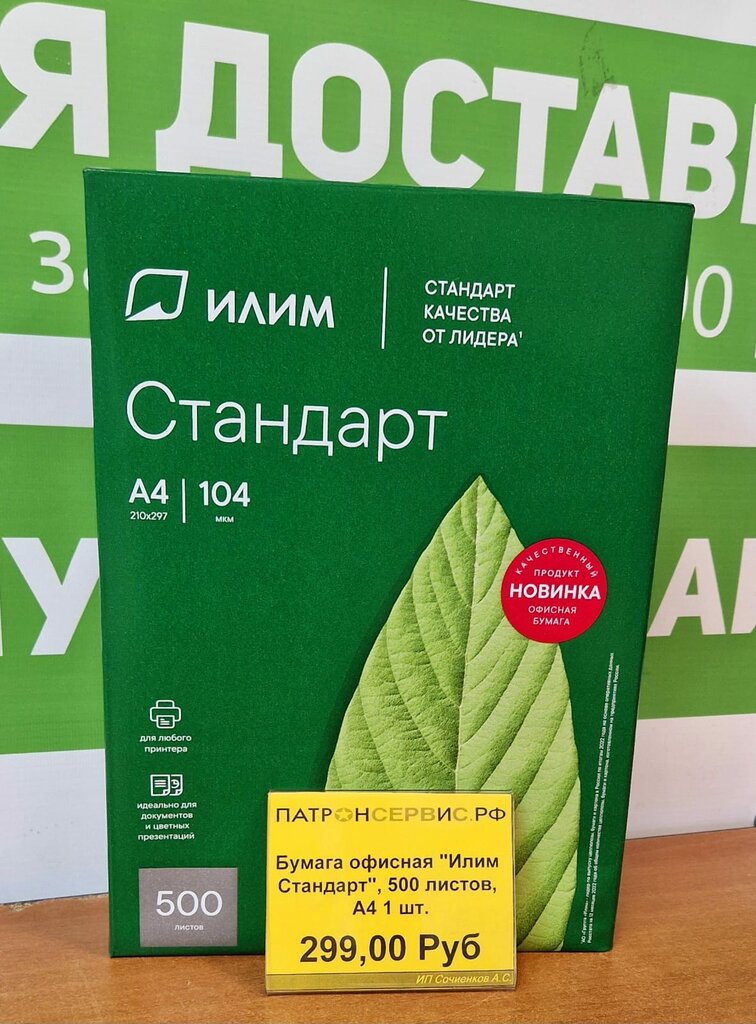 Я ДОСТАВ
ИЛИМ
СТАНДАРТ
КАЧЕСТВА
ОТ ЛИДЕРА¹
Стандарт
А4 | 104
210х297 мкм
КАЧЕСТВЕННЫЙ
ПРОДУКТ
НОВИНКА
ОФИСНАЯ
БУМАГА
для любого
принтера
идеально для
документов
и цветных
презентаций
500
листов
ПАТРОНСЕРВИС.РФ
Бумага офисная "Илим
Стандарт", 500 листов,
А4 1 шт.
299,00 Руб
ИП Сочиенков А.С.